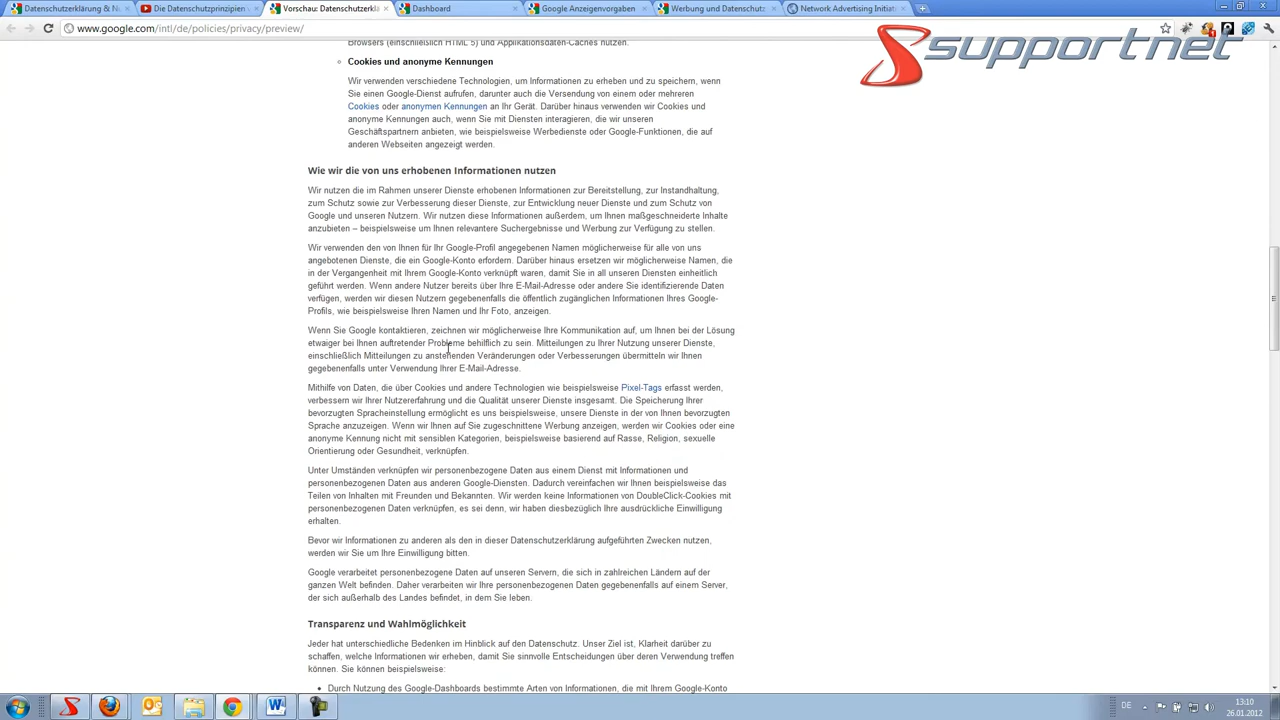 Datenschutzerklärung & Nu
Die Datenschutzprinzipien v
Vorschau: Datenschutzerklä
Dashboard
Google Anzeigenvorgaben
Werbung und Datenschutz
Network Advertising Initiati
www.google.com/intl/de/policies/privacy/preview/
supportnet
Browsers (einschließlich HTML 5) und Applikationsdaten-Caches nutzen.
Cookies und anonyme Kennungen
Wir verwenden verschiedene Technologien, um Informationen zu erheben und zu speichern, wenn
Sie einen Google-Dienst aufrufen, darunter auch die Versendung von einem oder mehreren
Cookies oder anonymen Kennungen an Ihr Gerät. Darüber hinaus verwenden wir Cookies und
anonyme Kennungen auch, wenn Sie mit Diensten interagieren, die wir unseren
Geschäftspartnern anbieten, wie beispielsweise Werbedienste oder Google-Funktionen, die auf
anderen Webseiten angezeigt werden.
Wie wir die von uns erhobenen Informationen nutzen
Wir nutzen die im Rahmen unserer Dienste erhobenen Informationen zur Bereitstellung, zur Instandhaltung,
zum Schutz sowie zur Verbesserung dieser Dienste, zur Entwicklung neuer Dienste und zum Schutz von
Google und unseren Nutzern. Wir nutzen diese Informationen außerdem, um Ihnen maßgeschneiderte Inhalte
anzubieten – beispielsweise um Ihnen relevantere Suchergebnisse und Werbung zur Verfügung zu stellen.
Wir verwenden den von Ihnen für Ihr Google-Profil angegebenen Namen möglicherweise für alle von uns
angebotenen Dienste, die ein Google-Konto erfordern. Darüber hinaus ersetzen wir möglicherweise Namen, die
in der Vergangenheit mit Ihrem Google-Konto verknüpft waren, damit Sie in all unseren Diensten einheitlich
geführt werden. Wenn andere Nutzer bereits über Ihre E-Mail-Adresse oder andere Sie identifizierende Daten
verfügen, werden wir diesen Nutzern gegebenenfalls die öffentlich zugänglichen Informationen Ihres Google-
Profils, wie beispielsweise Ihren Namen und Ihr Foto, anzeigen.
Wenn Sie Google kontaktieren, zeichnen wir möglicherweise Ihre Kommunikation auf, um Ihnen bei der Lösung
etwaiger bei Ihnen auftretender Probleme behilflich zu sein. Mitteilungen zu Ihrer Nutzung unserer Dienste,
einschließlich Mitteilungen zu anstehenden Veränderungen oder Verbesserungen übermitteln wir Ihnen
gegebenenfalls unter Verwendung Ihrer E-Mail-Adresse.
Mithilfe von Daten, die über Cookies und andere Technologien wie beispielsweise Pixel-Tags erfasst werden,
verbessern wir Ihre Nutzererfahrung und die Qualität unserer Dienste insgesamt. Die Speicherung Ihrer
bevorzugten Spracheinstellung ermöglicht es uns beispielsweise, unsere Dienste in der von Ihnen bevorzugten
Sprache anzuzeigen. Wenn wir Ihnen auf Sie zugeschnittene Werbung anzeigen, werden wir Cookies oder eine
anonyme Kennung nicht mit sensiblen Kategorien, beispielsweise basierend auf Rasse, Religion, sexuelle
Orientierung oder Gesundheit, verknüpfen.
Unter Umständen verknüpfen wir personenbezogene Daten aus einem Dienst mit Informationen und
personenbezogenen Daten aus anderen Google-Diensten. Dadurch vereinfachen wir Ihnen beispielsweise das
Teilen von Inhalten mit Freunden und Bekannten. Wir werden keine Informationen von DoubleClick-Cookies mit
personenbezogenen Daten verknüpfen, es sei denn, wir haben diesbezüglich Ihre ausdrückliche Einwilligung
erhalten.
Bevor wir Informationen zu anderen als den in dieser Datenschutzerklärung aufgeführten Zwecken nutzen,
werden wir Sie um Ihre Einwilligung bitten.
Google verarbeitet personenbezogene Daten auf unseren Servern, die sich in zahlreichen Ländern auf der
ganzen Welt befinden. Daher verarbeiten wir Ihre personenbezogenen Daten gegebenenfalls auf einem Server,
der sich außerhalb des Landes befindet, in dem Sie leben.
Transparenz und Wahlmöglichkeit
Jeder hat unterschiedliche Bedenken im Hinblick auf den Datenschutz. Unser Ziel ist, Klarheit darüber zu
schaffen, welche Informationen wir erheben, damit Sie sinnvolle Entscheidungen über deren Verwendung treffen
können. Sie können beispielsweise:
Durch Nutzung des Google-Dashboards bestimmte Arten von Informationen, die mit Ihrem Google-Konto
DE
13:10
26.01.2012